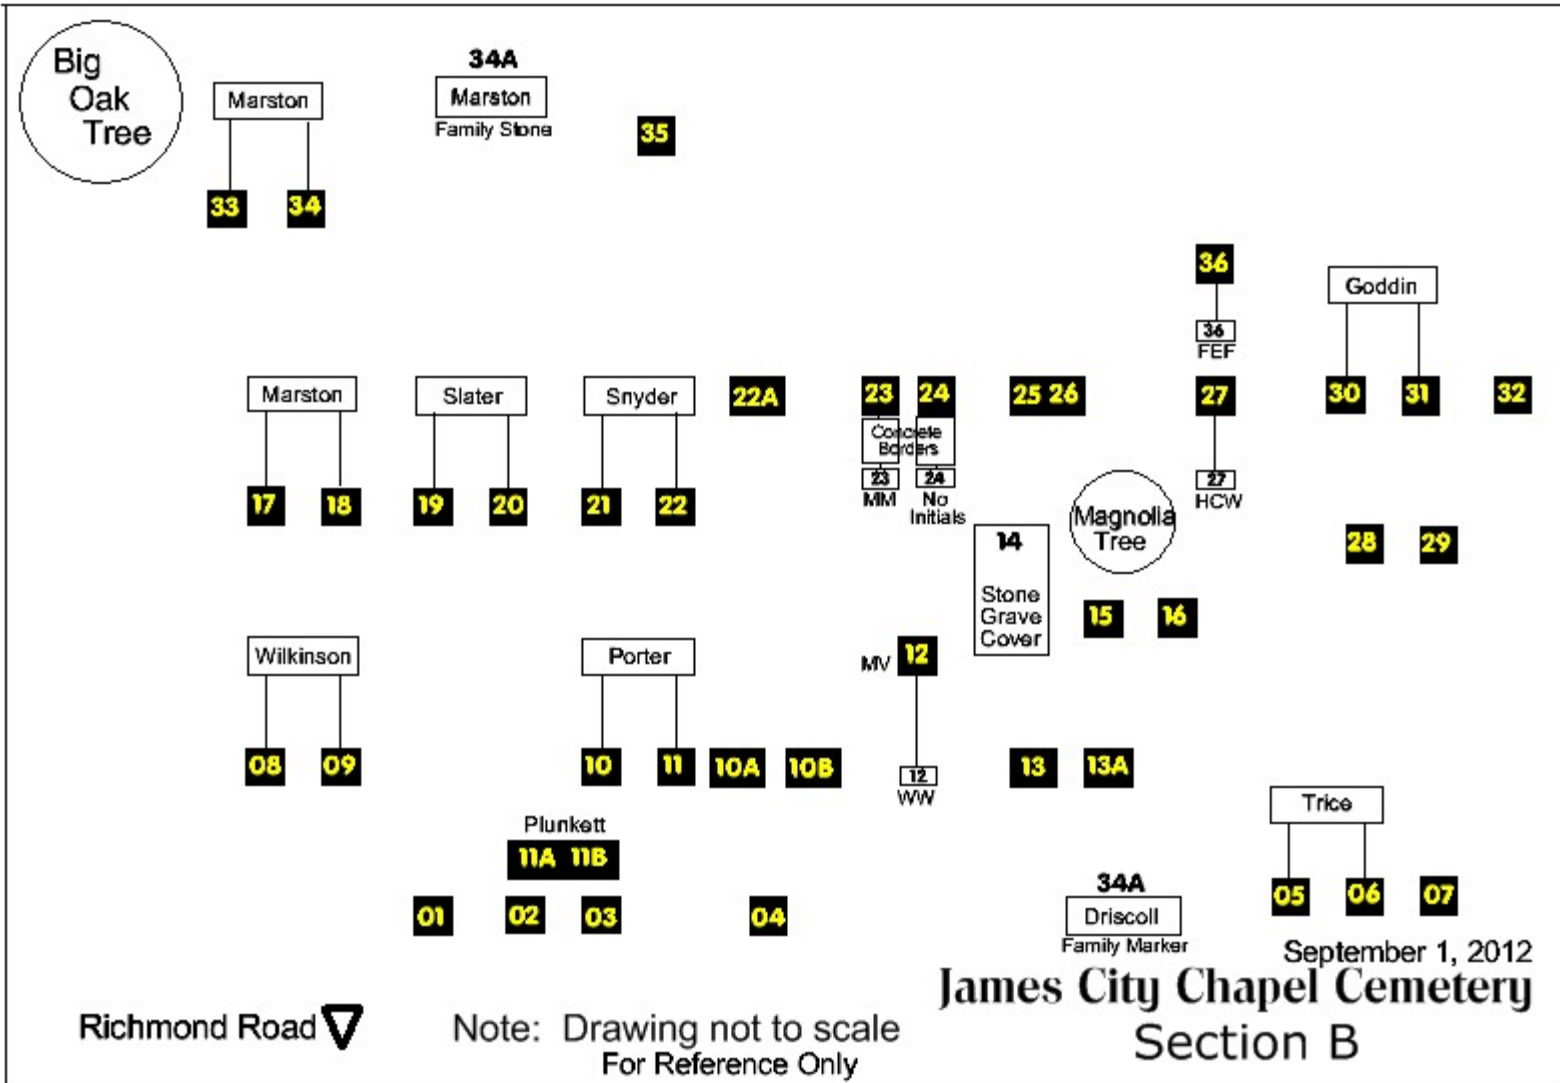 Big
Oak
Tree
Marston
34A
Marston
Family Stone
35
33
34
36
36
FEF
Goddin
Marston
Slater
Snyder
22A
23
24
25 26
27
30
31
32
Concrete
Borders
23
MM
24
No
Initials
27
HCW
17
18
19
20
21
22
14
Stone
Grave
Cover
Magnolia
Tree
28
29
15
16
Wilkinson
Porter
MV
12
08
09
10
11
10A
10B
12
WW
13
13A
Trice
Plunkett
11A 11B
01
02
03
04
34A
Driscoll
Family Marker
05
06
07
September 1, 2012
James City Chapel Cemetery
Section B
Richmond Road
Note: Drawing not to scale
For Reference Only